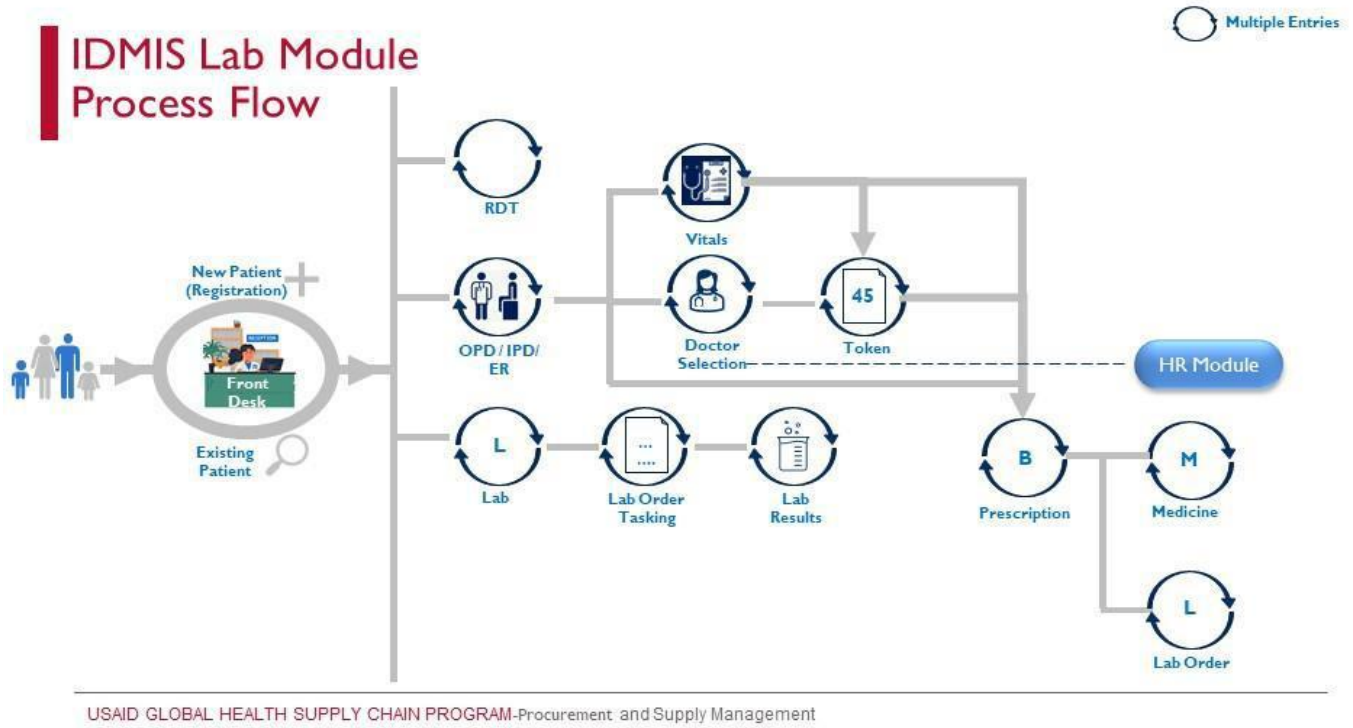 Multiple Entries
IDMIS Lab Module
Process Flow
RDT
Vitals
New Patient
(Registration)
RECEPTION
Front
Desk
Existing
Patient
OPD / IPD/
ER
Doctor
Selection
45
Token
HR Module
L
Lab
...
....
Lab Order
Tasking
Lab
Results
B
Prescription
M
Medicine
L
Lab Order
USAID GLOBAL HEALTH SUPPLY CHAIN PROGRAM-Procurement and Supply Management